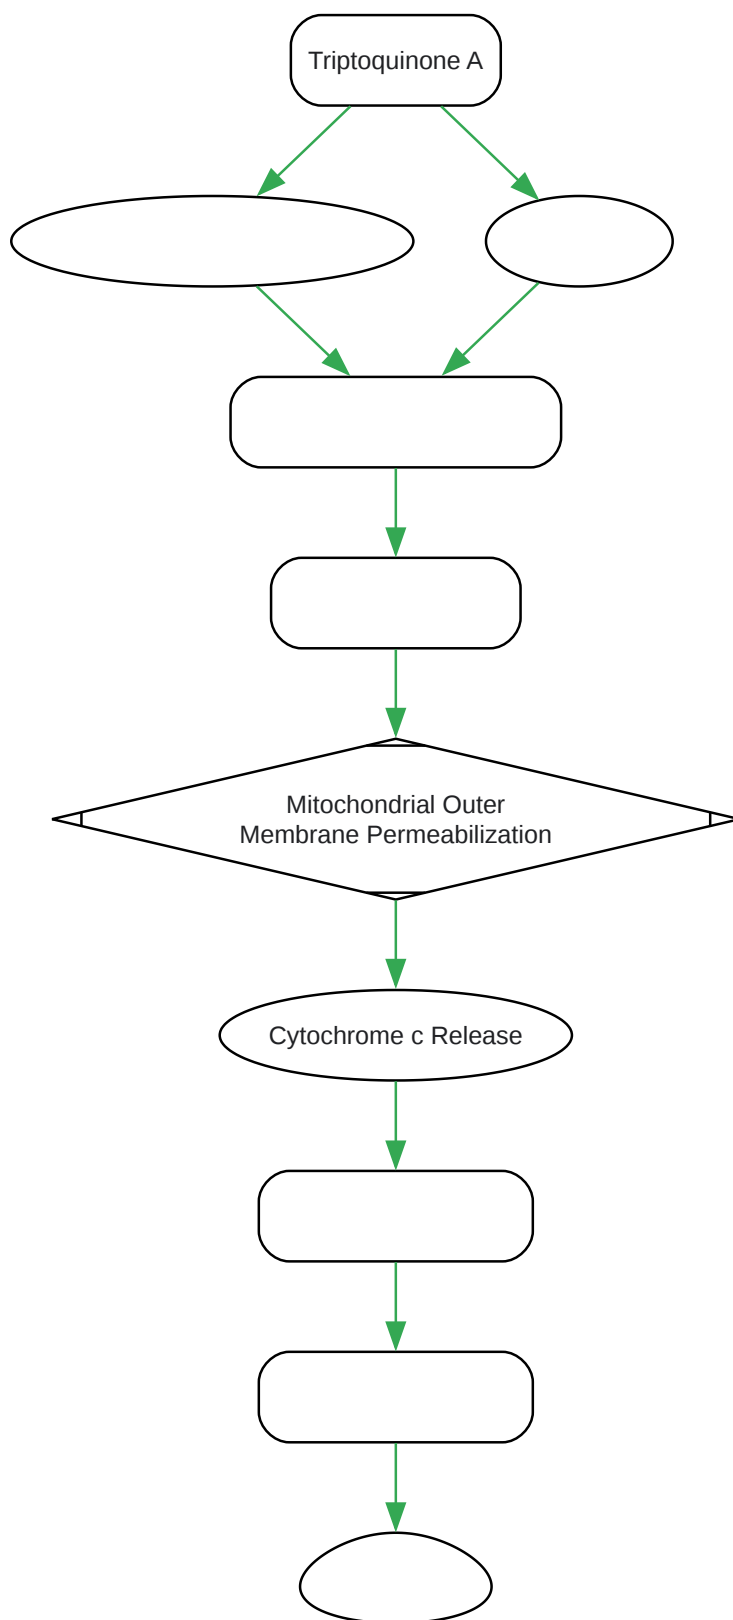 Triptoquinone A
Mitochondrial Outer
Membrane Permeabilization
Cytochrome c Release